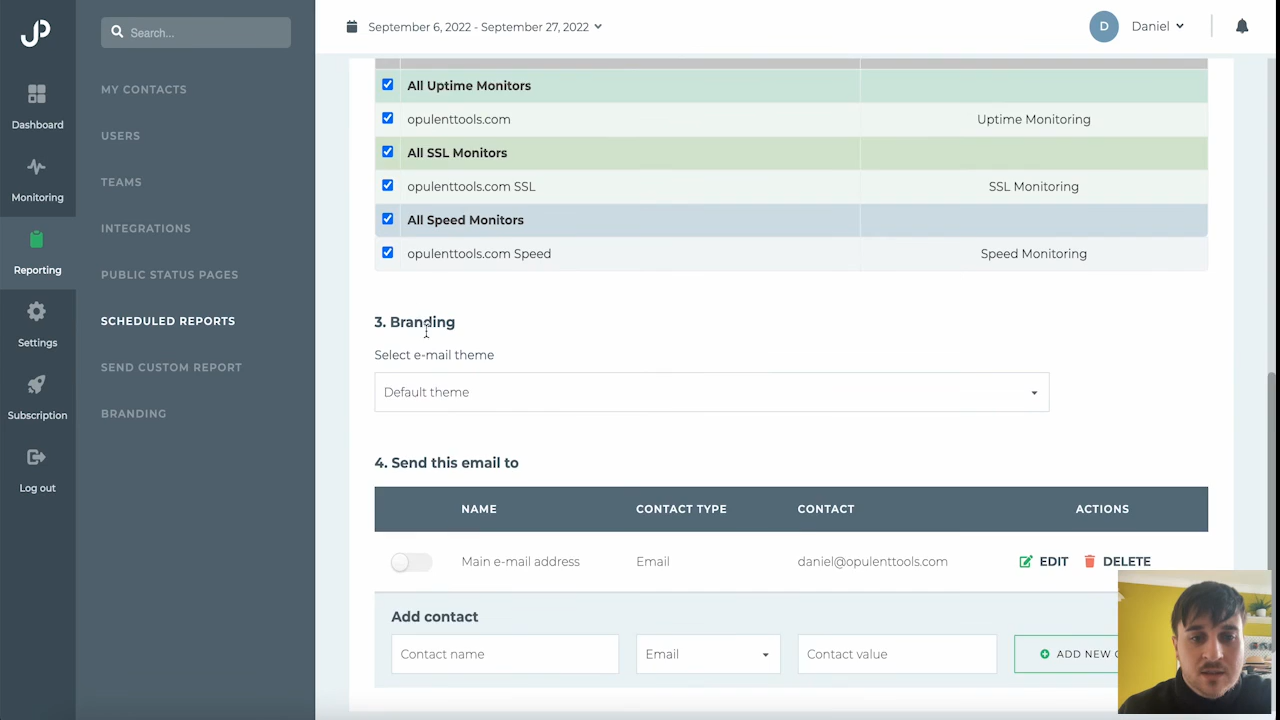 Search...
September 6, 2022 - September 27, 2022
D
Daniel
Dashboard
Monitoring
Reporting
Settings
Subscription
Log out
MY CONTACTS
USERS
TEAMS
INTEGRATIONS
PUBLIC STATUS PAGES
SCHEDULED REPORTS
SEND CUSTOM REPORT
BRANDING
All Uptime Monitors
opulenttools.com Uptime Monitoring
All SSL Monitors
opulenttools.com SSL SSL Monitoring
All Speed Monitors
opulenttools.com Speed Speed Monitoring
3. Branding
Select e-mail theme
Default theme
4. Send this email to
NAME CONTACT TYPE CONTACT ACTIONS
Main e-mail address Email daniel@opulenttools.com EDIT DELETE
Add contact
Contact name Email Contact value ADD NEW